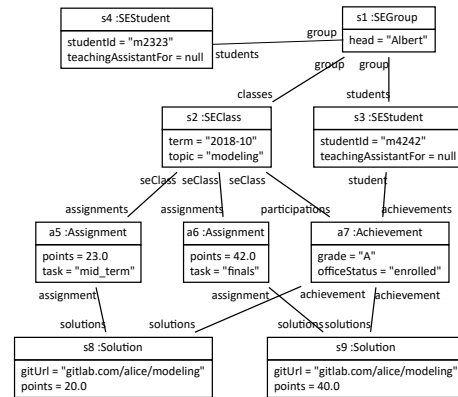 s4 :SEStudent
studentId = "m2323"
teachingAssistantFor = null
s1 :SEGroup
head = "Albert"
group
students
group
group
classes
students
s2 :SEClass
term = "2018-10"
topic = "modeling"
s3 :SEStudent
studentId = "m4242"
teachingAssistantFor = null
seClass
seClass
seClass
student
assignments
assignments
participations
achievements
a5 :Assignment
points = 23.0
task = "mid_term"
a6 :Assignment
points = 42.0
task = "finals"
a7 :Achievement
grade = "A"
officeStatus = "enrolled"
assignment
assignment
achievement
achievement
solutions
solutions
solutions
solutions
s8 :Solution
gitUrl = "gitlab.com/alice/modeling"
points = 20.0
s9 :Solution
gitUrl = "gitlab.com/alice/modeling"
points = 40.0